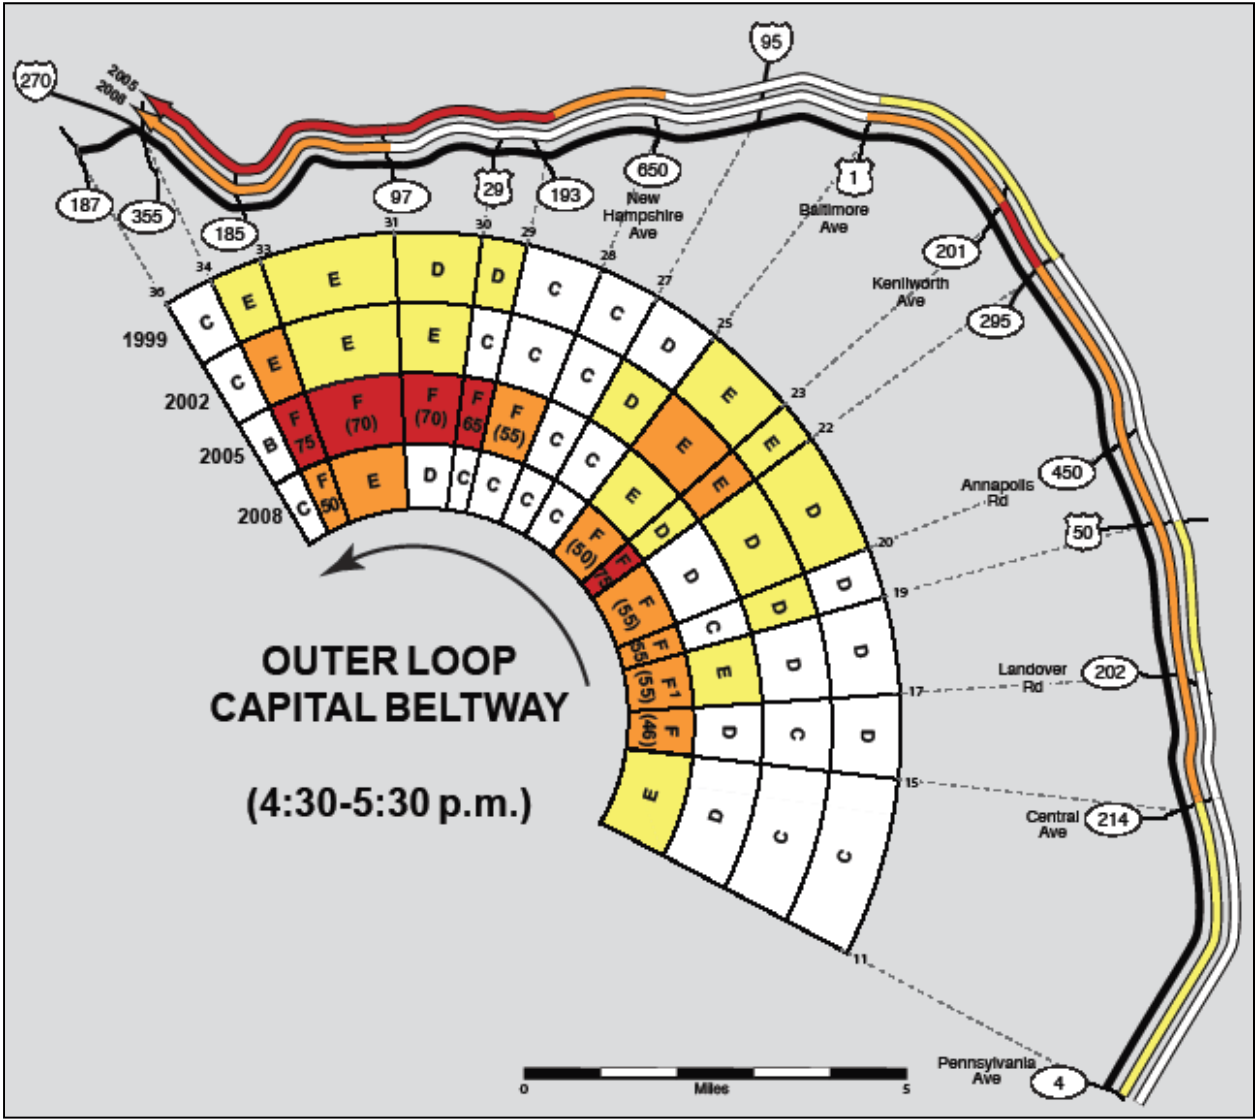 95
270
2005
2008
187
355
185
97
29
193
650
New
Hampshire
Ave
1
Baltimore
Ave
201
Kenilworth
Ave
295
450
Annapolis
Rd
50
202
Landover
Rd
214
Central
Ave
Pennsylvania
Ave
4
36
34
33
31
30
29
28
27
25
23
22
20
19
17
15
11
1999
C
E
E
D
D
C
C
D
E
E
D
D
D
D
C
2002
C
E
E
E
C
C
C
D
E
E
D
D
D
C
C
2005
B
F
75
F
(70)
F
(70)
F
65
F
(55)
C
C
E
D
D
C
E
D
D
2008
C
F
50
E
D
C
C
C
C
F
(50)
F
75
F
(55)
F
55
F1
(55)
F
(46)
E
OUTER LOOP
CAPITAL BELTWAY
(4:30-5:30 p.m.)
0
Miles
5